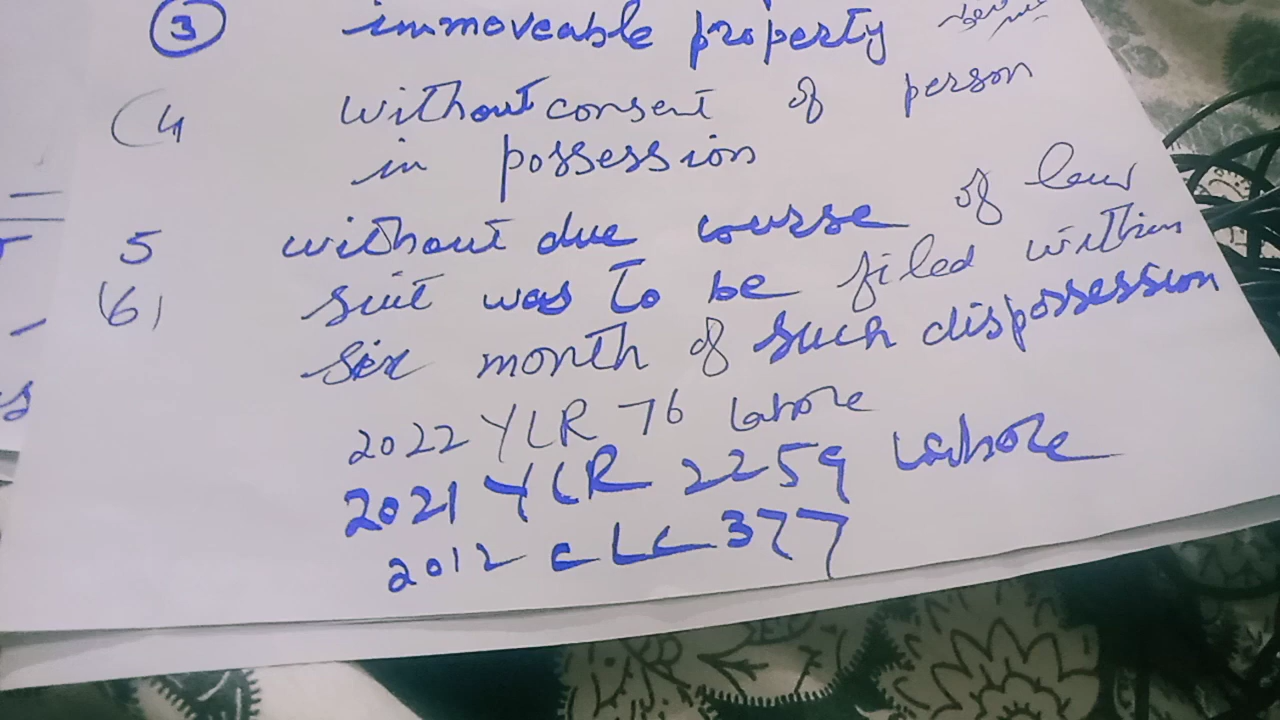 ③ immoveable property
(4 without consent of person
in possession
5 without due course of law
(6) suit was to be filed within
six month of such dispossession
2022 YLR 76 Lahore
2021 YLR 2259 Lahore
2012 CLC 377